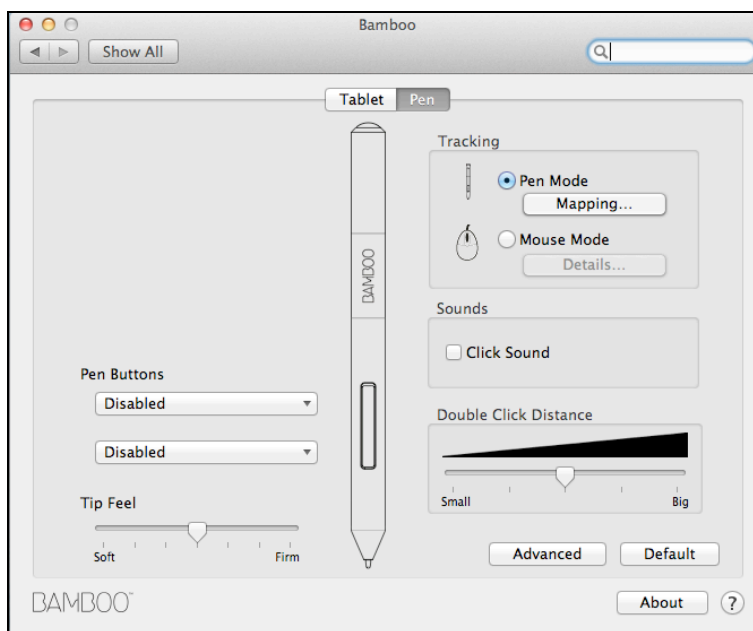 Bamboo
Show All
Tablet Pen
Tracking
Pen Mode
Mapping...
Mouse Mode
Details...
BAMBOO
Sounds
Click Sound
Pen Buttons
Disabled
Disabled
Double Click Distance
Small Big
Tip Feel
Soft Firm
Advanced Default
BAMBOO™
About ?